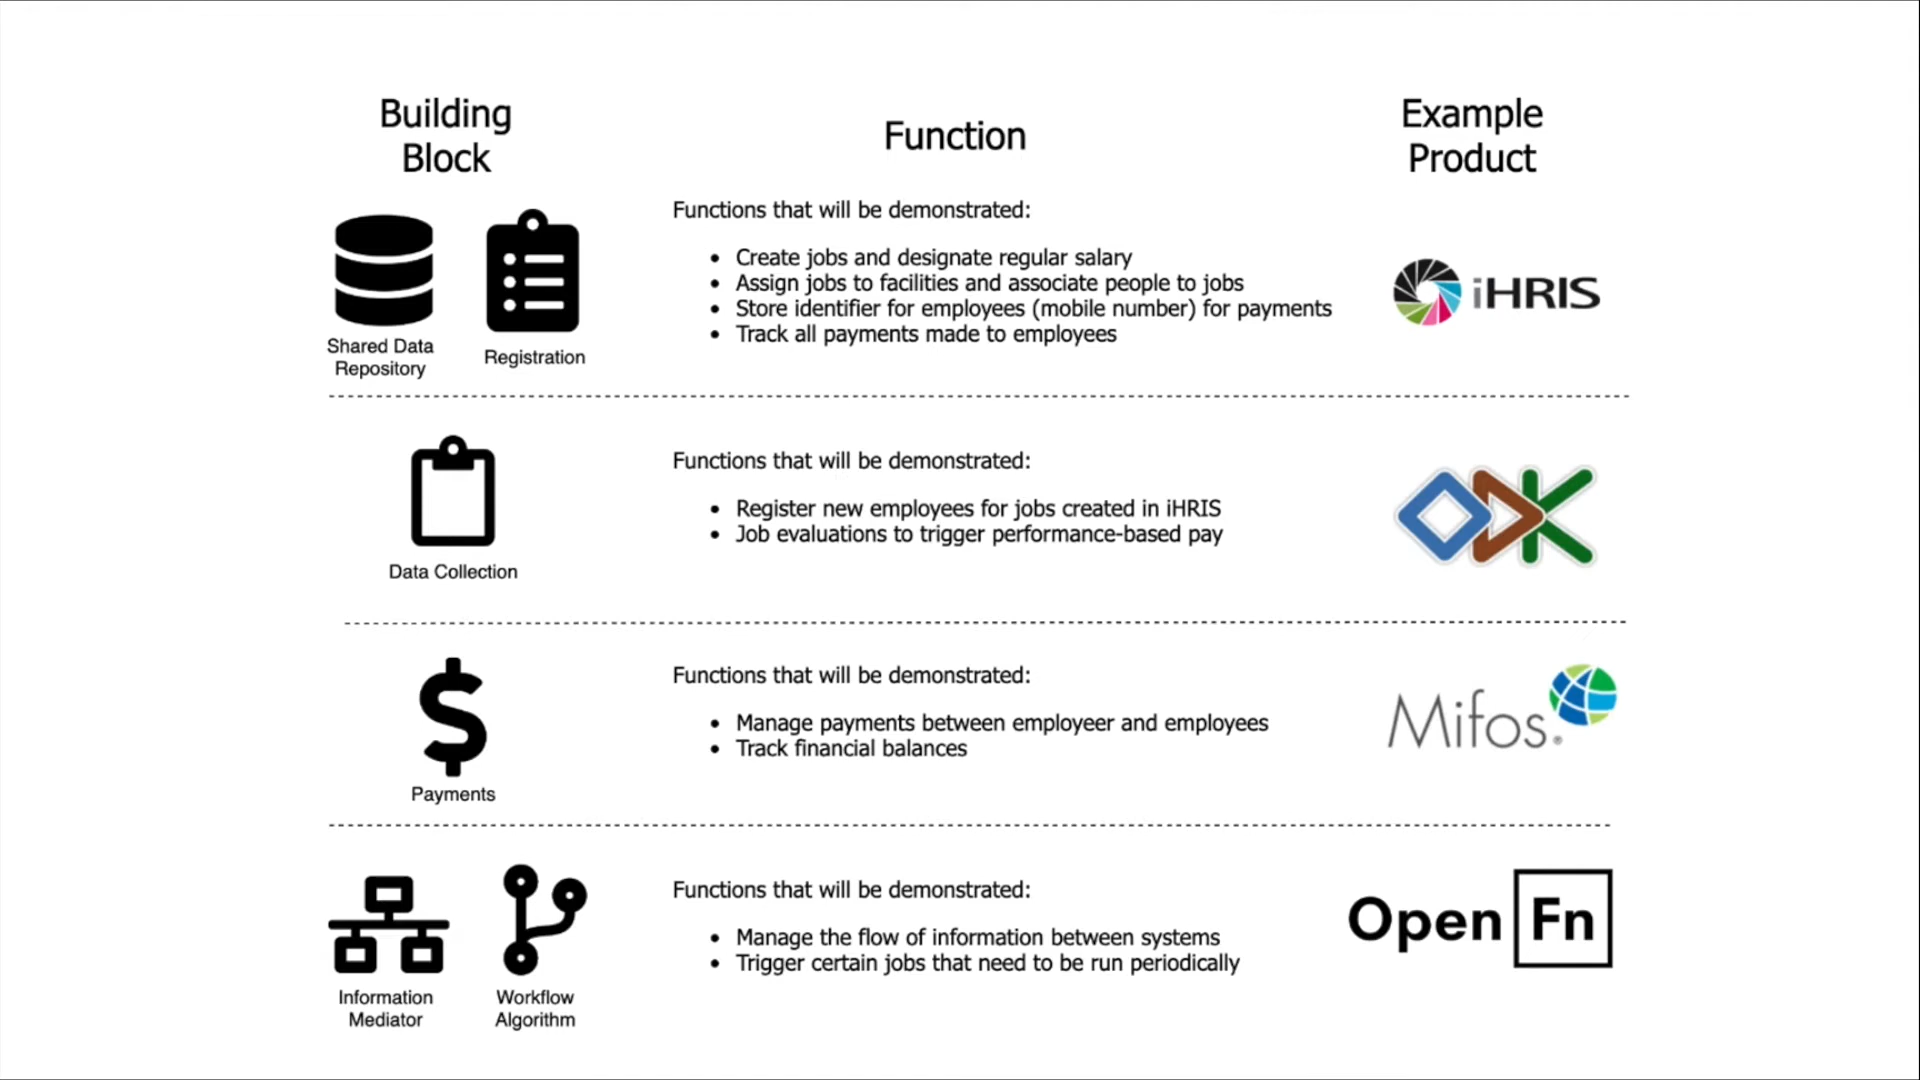 Building
Block
Function
Example
Product
Functions that will be demonstrated:
• Create jobs and designate regular salary
• Assign jobs to facilities and associate people to jobs
• Store identifier for employees (mobile number) for payments
• Track all payments made to employees
Shared Data
Repository
Registration
iHRIS
Functions that will be demonstrated:
• Register new employees for jobs created in iHRIS
• Job evaluations to trigger performance-based pay
Data Collection
ODK
Functions that will be demonstrated:
• Manage payments between employeer and employees
• Track financial balances
Payments
Mifos®
Functions that will be demonstrated:
• Manage the flow of information between systems
• Trigger certain jobs that need to be run periodically
Information
Mediator
Workflow
Algorithm
Open Fn